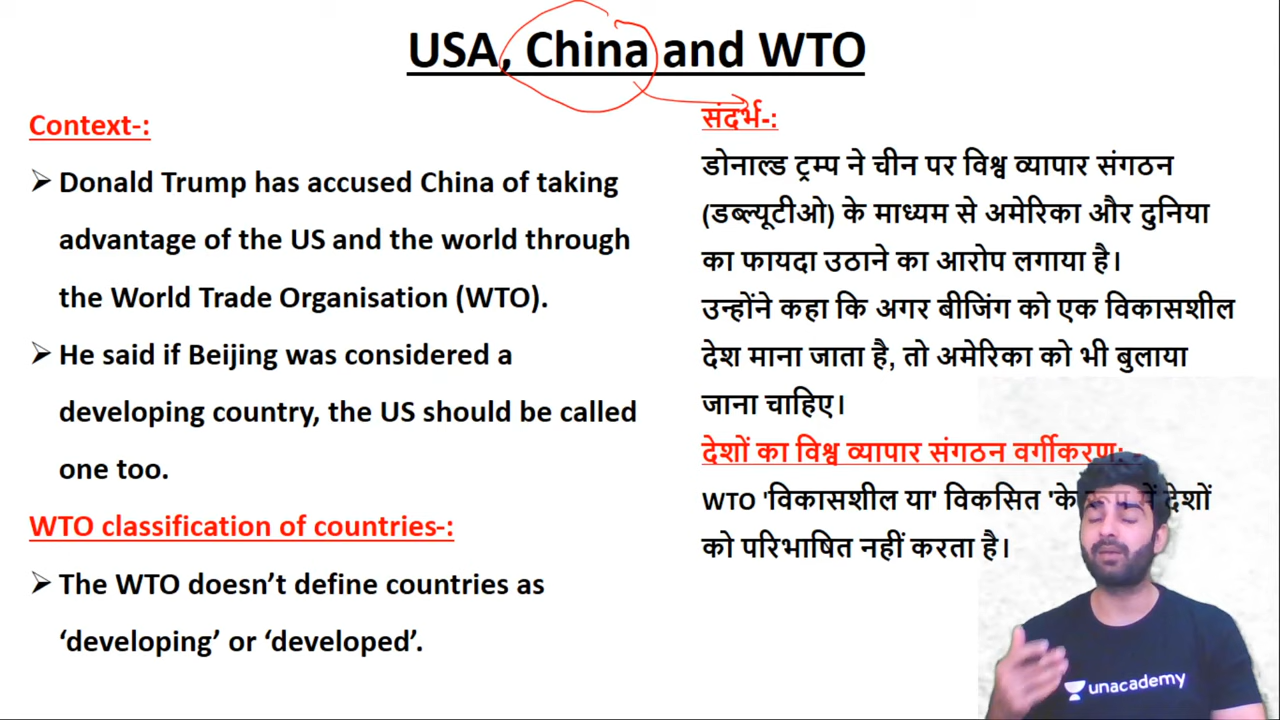 USA, China and WTO
Context-:
➢ Donald Trump has accused China of taking
advantage of the US and the world through
the World Trade Organisation (WTO).
➢ He said if Beijing was considered a
developing country, the US should be called
one too.
WTO classification of countries-:
➢ The WTO doesn’t define countries as
‘developing’ or ‘developed’.
संदर्भ-:
डोनाल्ड ट्रम्प ने चीन पर विश्व व्यापार संगठन
(डब्ल्यूटीओ) के माध्यम से अमेरिका और दुनिया
का फायदा उठाने का आरोप लगाया है।
उन्होंने कहा कि अगर बीजिंग को एक विकासशील
देश माना जाता है, तो अमेरिका को भी बुलाया
जाना चाहिए।
देशों का विश्व व्यापार संगठन वर्गीकरण: -
WTO 'विकासशील या' विकसित 'के में देशों
को परिभाषित नहीं करता है।
unacademy